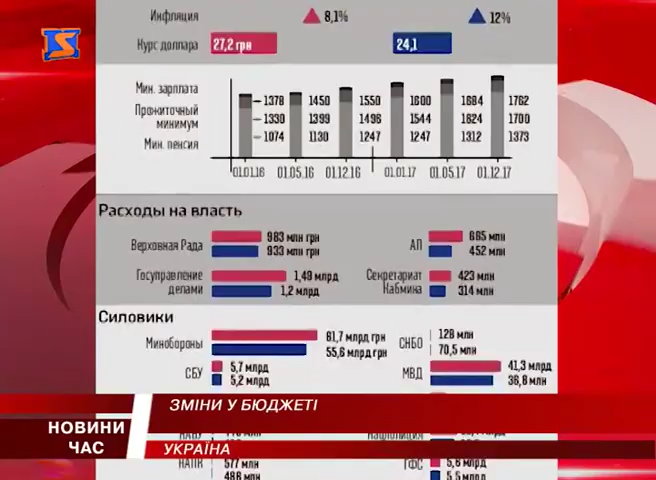 Инфляция 8,1% 12%
Курс доллара 27,2 грн 24,1
Мин. зарплата 1378 1450 1550 1600 1684 1762
Прожиточный минимум 1330 1399 1496 1544 1624 1700
Мин. пенсия 1074 1130 1247 1247 1312 1373
01.01.16 01.05.16 01.12.16 01.01.17 01.05.17 01.12.17
Расходы на власть
Верховная Рада 983 млн грн 933 млн грн
АП 665 млн 452 млн
Госуправление делами 1,49 млрд 1,2 млрд
Секретариат Кабмина 423 млн 314 млн
Силовики
Минобороны 61,7 млрд грн 55,6 млрд грн
СНБО 128 млн 70,5 млн
СБУ 5,7 млрд 5,2 млрд
МВД 41,3 млрд 36,8 млн
ЗМІНИ У БЮДЖЕТІ
НОВИНИ
ЧАС
УКРАЇНА
577 млн
486 млн
ГФС 5,6 млрд
5,5 млрд